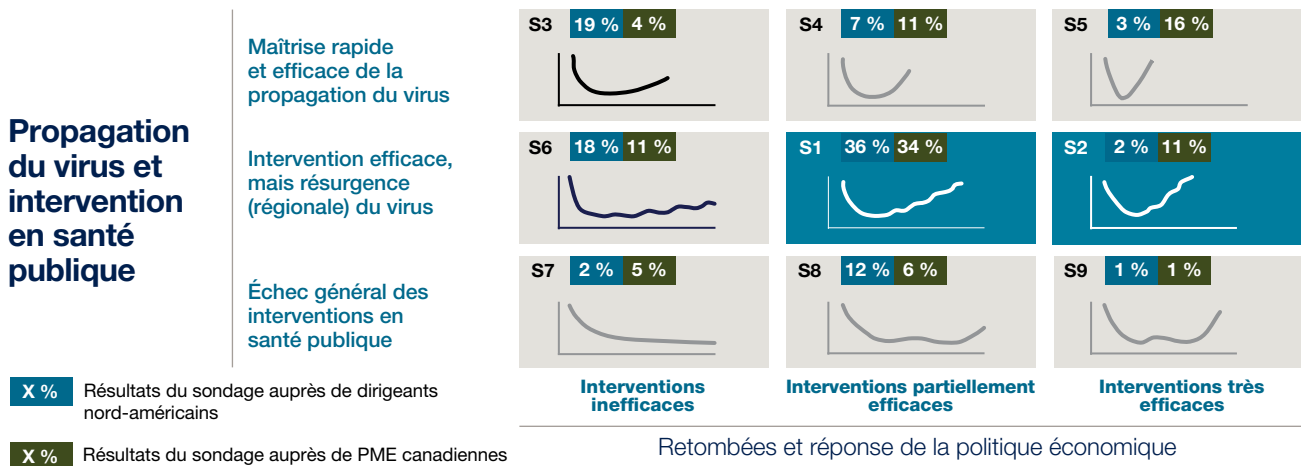 Propagation
du virus et
intervention
en santé
publique
Maîtrise rapide
et efficace de la
propagation du virus
S3 19 % 4 %
S4 7 % 11 %
S5 3 % 16 %
Intervention efficace,
mais résurgence
(régionale) du virus
S6 18 % 11 %
S1 36 % 34 %
S2 2 % 11 %
Échec général des
interventions en
santé publique
S7 2 % 5 %
S8 12 % 6 %
S9 1 % 1 %
Interventions
inefficaces
Interventions partiellement
efficaces
Interventions très
efficaces
Retombées et réponse de la politique économique
X % Résultats du sondage auprès de dirigeants
nord-américains
X % Résultats du sondage auprès de PME canadiennes